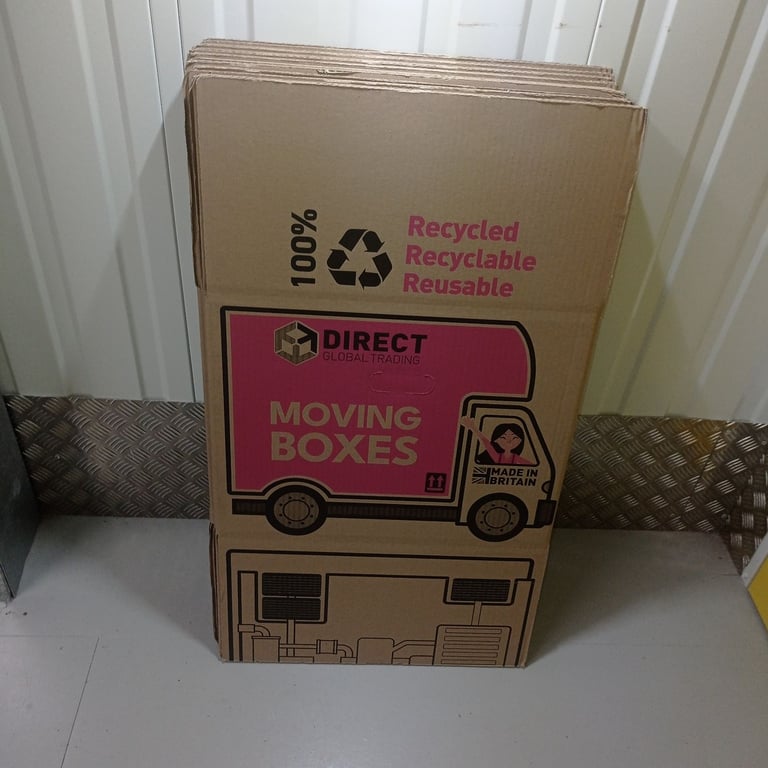 100%
Recycled
Recyclable
Reusable
DIRECT
GLOBAL TRADING
MOVING
BOXES
MADE IN
BRITAIN